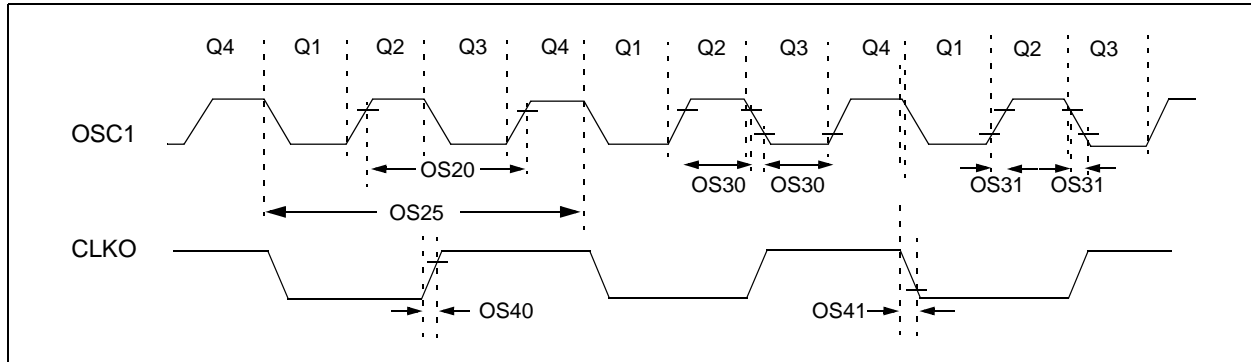 Q4 Q1 Q2 Q3 Q4 Q1 Q2 Q3 Q4 Q1 Q2 Q3
OSC1
OS20 OS30 OS30 OS31 OS31
OS25
CLKO
OS40 OS41